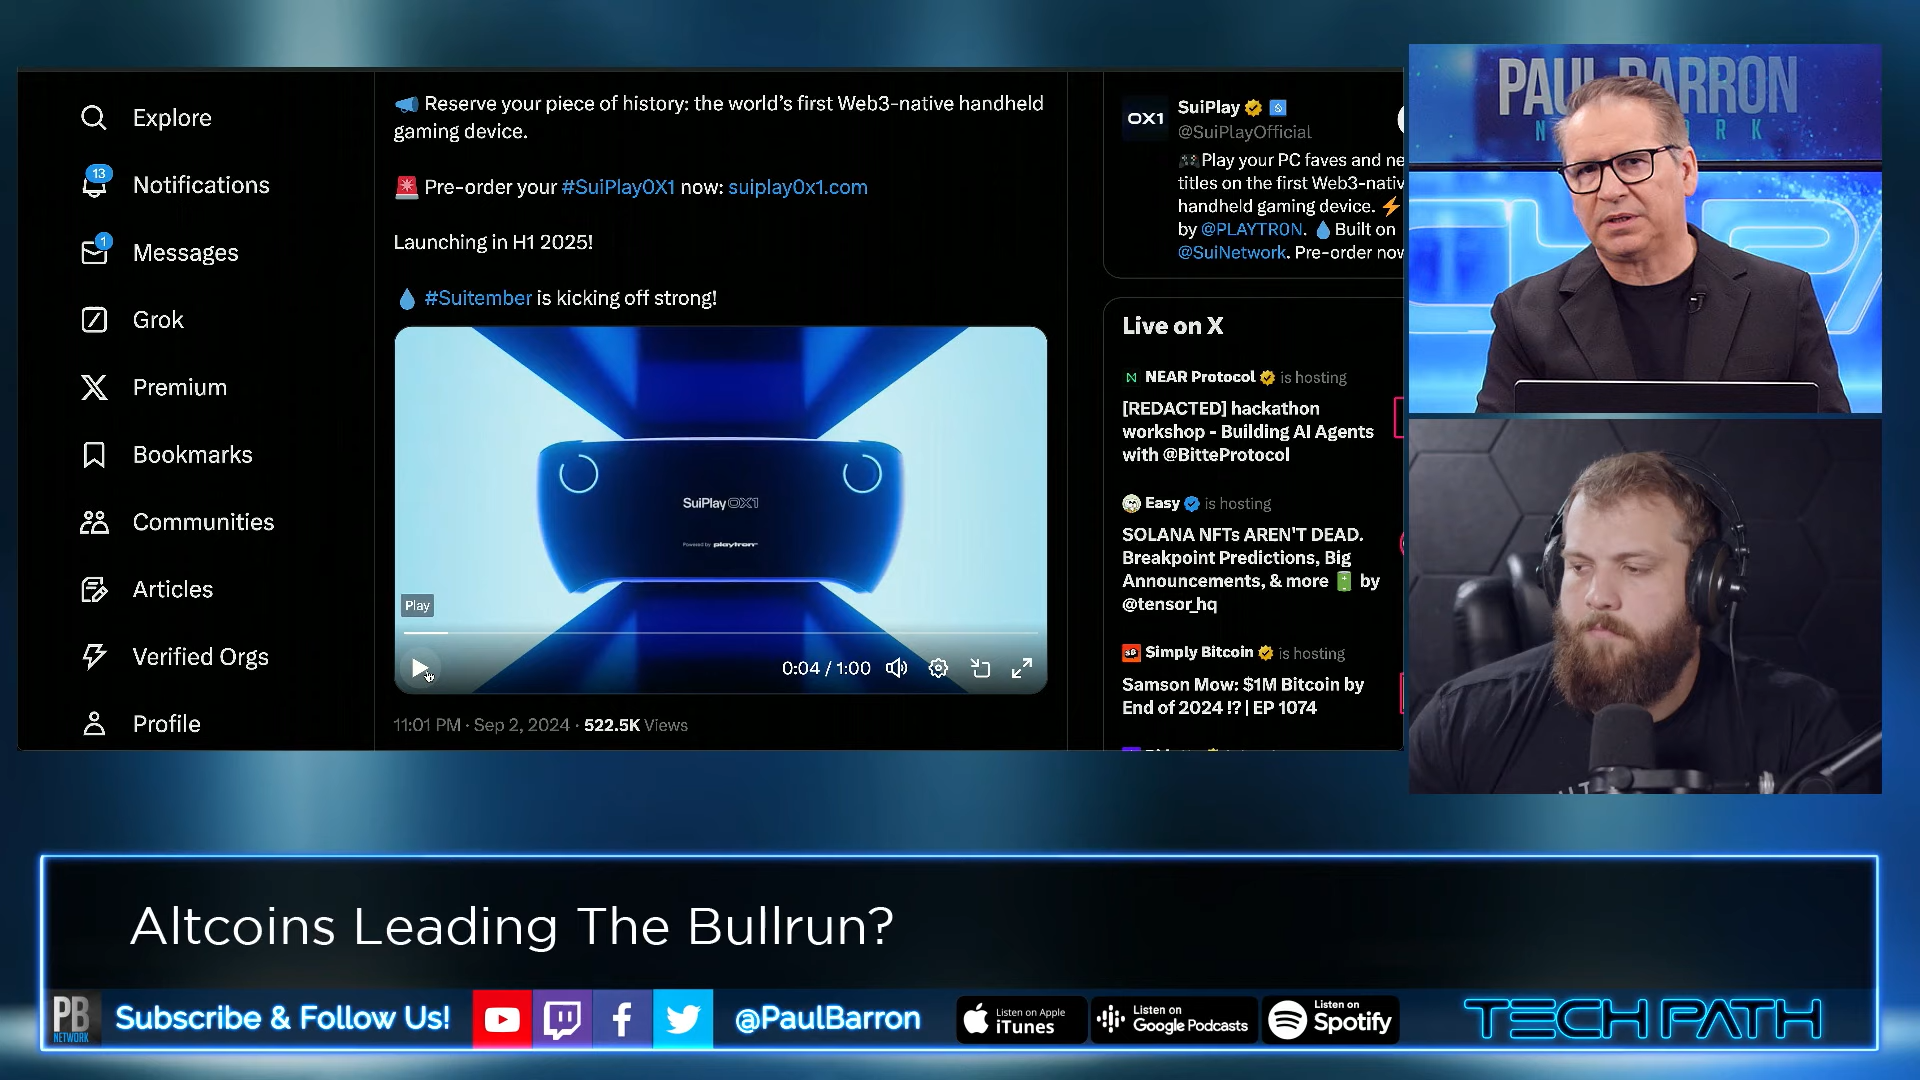 Explore
13
Notifications
1
Messages
Grok
Premium
Bookmarks
Communities
Articles
Verified Orgs
Profile
Reserve your piece of history: the world's first Web3-native handheld
gaming device.
Pre-order your #SuiPlay0X1 now: suiplay0x1.com
Launching in H1 2025!
#Suitember is kicking off strong!
SuiPlay0X1
Powered by playtron
Play
0:04 / 1:00
11:01 PM · Sep 2, 2024 · 522.5K Views
OX1
SuiPlay
@SuiPlayOfficial
Play your PC faves and ne
titles on the first Web3-nativ
handheld gaming device.
by @PLAYTRON. Built on
@SuiNetwork. Pre-order now
Live on X
NEAR Protocol is hosting
[REDACTED] hackathon
workshop - Building AI Agents
with @BitteProtocol
Easy is hosting
SOLANA NFTs AREN'T DEAD.
Breakpoint Predictions, Big
Announcements, & more by
@tensor_hq
Simply Bitcoin is hosting
Samson Mow: $1M Bitcoin by
End of 2024 !? | EP 1074
PAUL BARRON
Altcoins Leading The Bullrun?
PB
NETWORK
Subscribe & Follow Us!
@PaulBarron
Listen on Apple
iTunes
Listen on
Google Podcasts
Listen on
Spotify
TECH PATH